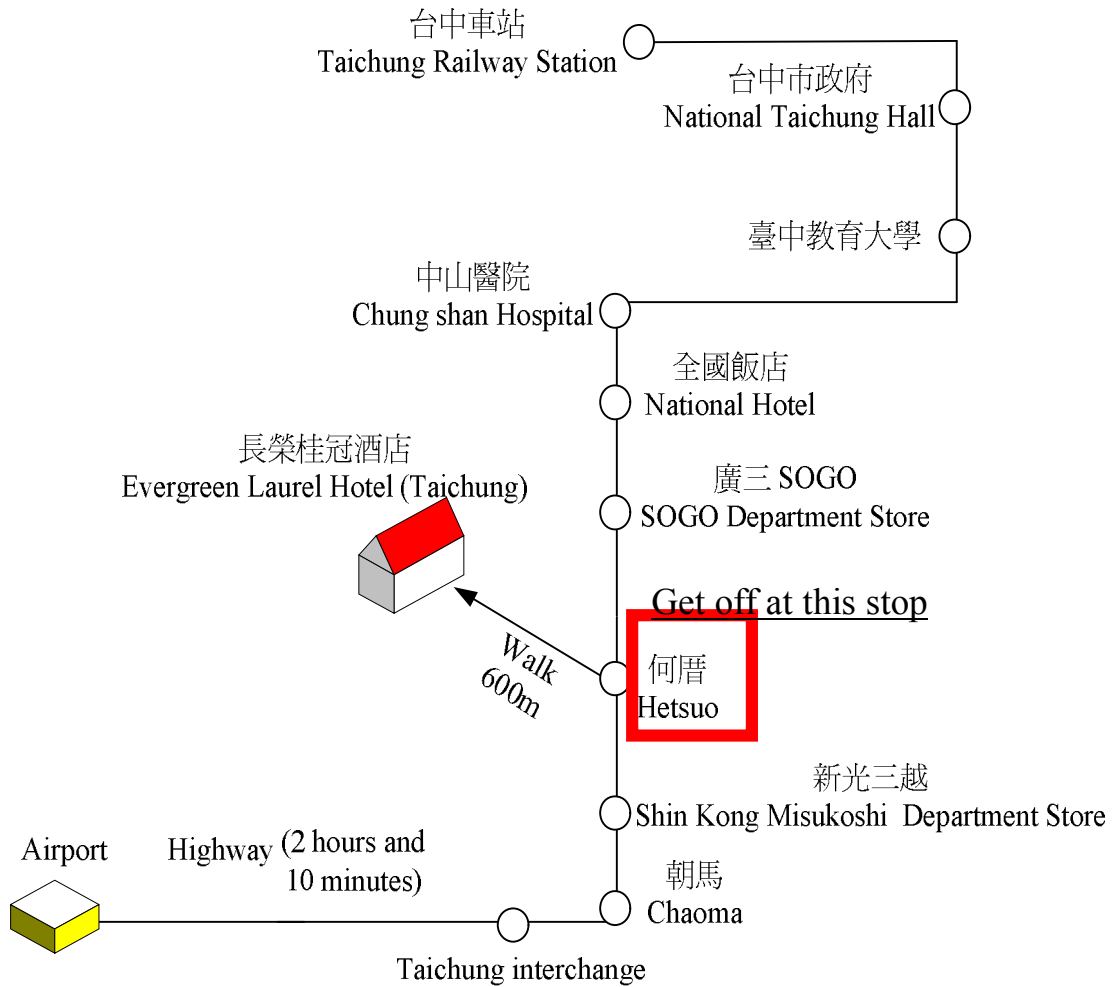 台中車站
Taichung Railway Station
台中市政府
National Taichung Hall
臺中教育大學
中山醫院
Chung shan Hospital
全國飯店
National Hotel
長榮桂冠酒店
Evergreen Laurel Hotel (Taichung)
廣三 SOGO
SOGO Department Store
Get off at this stop
Walk
600m
何厝
Hetsuo
新光三越
Shin Kong Misukoshi Department Store
Airport
Highway (2 hours and
10 minutes)
朝馬
Chaoma
Taichung interchange